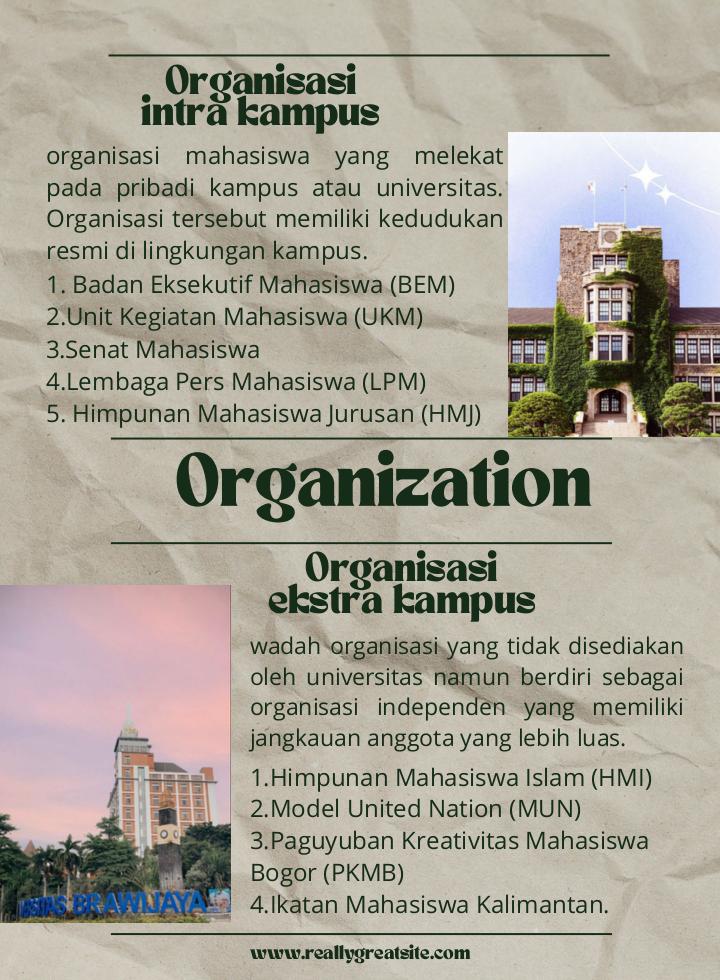 Organisasi
intra kampus
organisasi mahasiswa yang melekat
pada pribadi kampus atau universitas.
Organisasi tersebut memiliki kedudukan
resmi di lingkungan kampus.
1. Badan Eksekutif Mahasiswa (BEM)
2.Unit Kegiatan Mahasiswa (UKM)
3.Senat Mahasiswa
4.Lembaga Pers Mahasiswa (LPM)
5. Himpunan Mahasiswa Jurusan (HMJ)
Organization
Organisasi
ekstra kampus
wadah organisasi yang tidak disediakan
oleh universitas namun berdiri sebagai
organisasi independen yang memiliki
jangkauan anggota yang lebih luas.
1.Himpunan Mahasiswa Islam (HMI)
2.Model United Nation (MUN)
3.Paguyuban Kreativitas Mahasiswa
Bogor (PKMB)
4.Ikatan Mahasiswa Kalimantan.
BRAWIJAYA
www.reallygreatsite.com